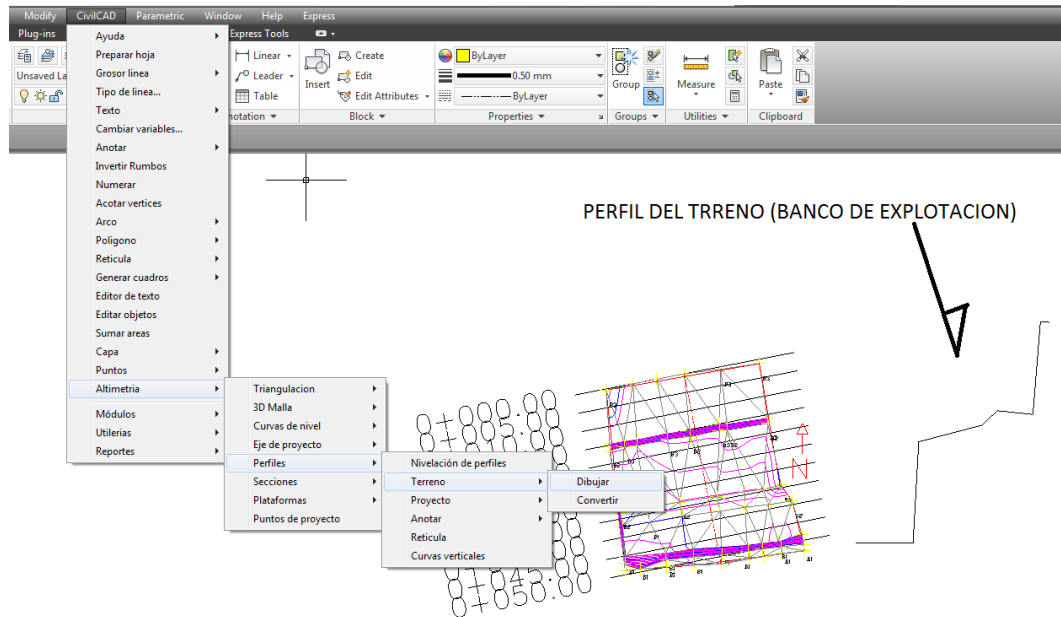 Modify CivilCAD Parametric Window Help Express
Plug-ins Express Tools
Unsaved La
Linear
Leader
Table
Insert
Create
Edit
Edit Attributes
ByLayer
0.50 mm
ByLayer
Group
Measure
Paste
notation Block Properties Groups Utilities Clipboard
Ayuda
Preparar hoja
Grosor linea
Tipo de linea...
Texto
Cambiar variables...
Anotar
Invertir Rumbos
Numerar
Acotar vertices
Arco
Poligono
Reticula
Generar cuadros
Editor de texto
Editar objetos
Sumar areas
Capa
Puntos
Altimetria
Módulos
Utilerias
Reportes
Triangulacion
3D Malla
Curvas de nivel
Eje de proyecto
Perfiles
Secciones
Plataformas
Puntos de proyecto
Nivelación de perfiles
Terreno
Proyecto
Anotar
Reticula
Curvas verticales
Dibujar
Convertir
PERFIL DEL TRRENO (BANCO DE EXPLOTACION)
0+005.00
0+050.00
N